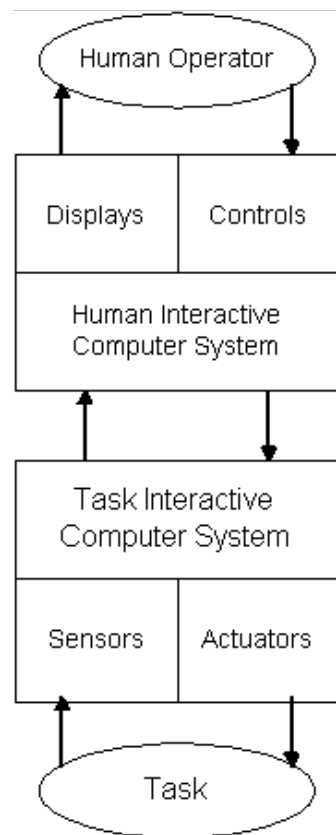 Human Operator
Displays
Controls
Human Interactive
Computer System
Task Interactive
Computer System
Sensors
Actuators
Task